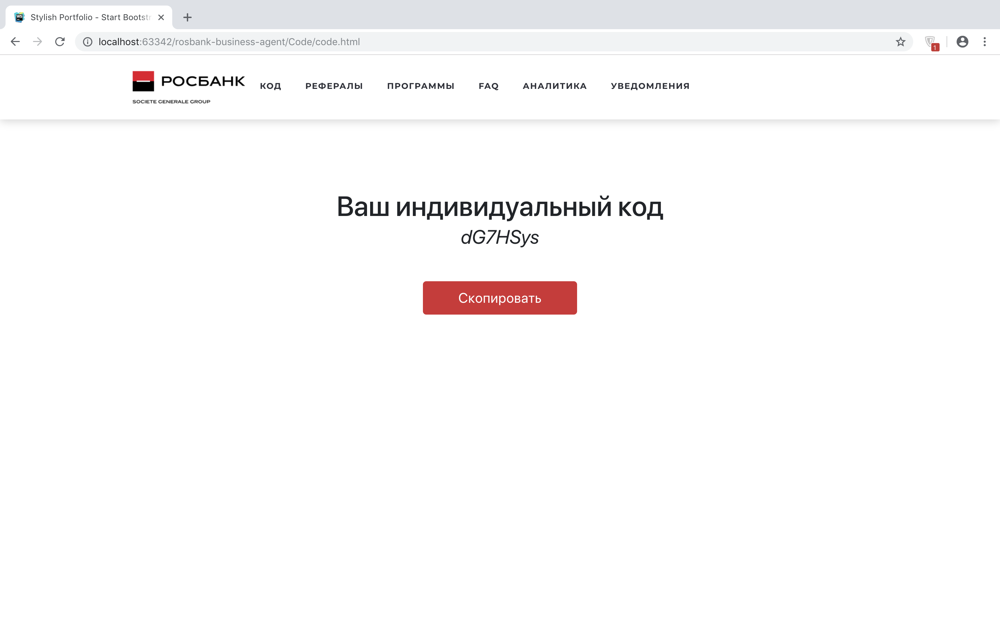 WS Stylish Portfolio - Start Bootstr
localhost:63342/rosbank-business-agent/Code/code.html
1
РОСБАНК
SOCIETE GENERALE GROUP
КОД РЕФЕРАЛЫ ПРОГРАММЫ FAQ АНАЛИТИКА УВЕДОМЛЕНИЯ
Ваш индивидуальный код
dG7HSys
Скопировать